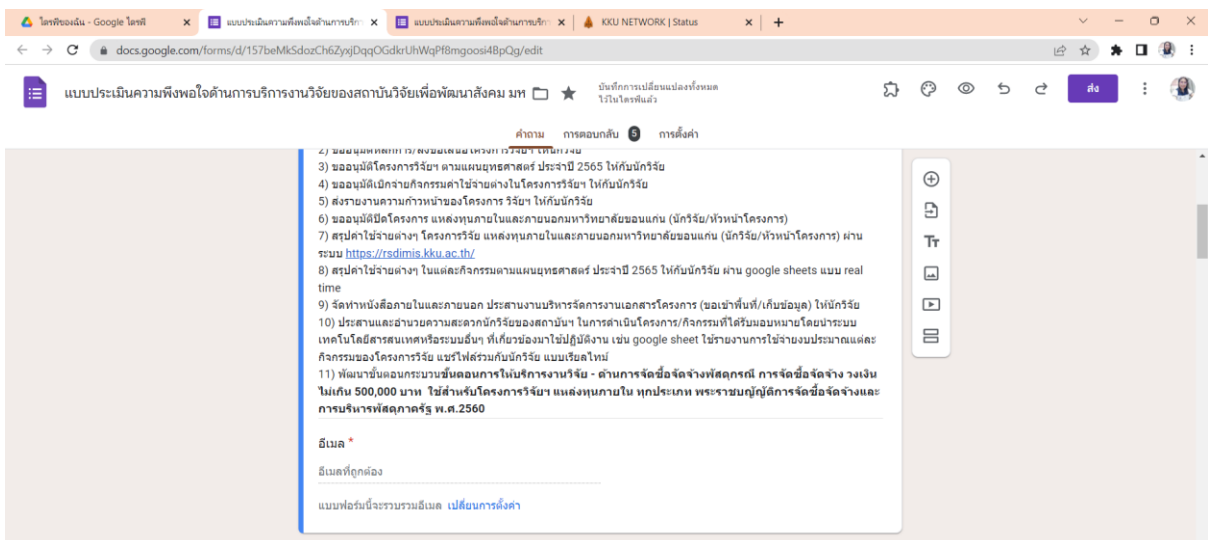 ไดรฟ์ของฉัน - Google ไดรฟ์
แบบประเมินความพึงพอใจด้านการบริกา
แบบประเมินความพึงพอใจด้านการบริกา
KKU NETWORK | Status
docs.google.com/forms/d/157beMkSdozCh6ZyxjDqqOGdkrUhWqPf8mgoosi4BpQg/edit
แบบประเมินความพึงพอใจด้านการบริการงานวิจัยของสถาบันวิจัยเพื่อพัฒนาสังคม มห
บันทึกการเปลี่ยนแปลงทั้งหมด
ไว้ในไดรฟ์แล้ว
ส่ง
คำถาม การตอบกลับ 5 การตั้งค่า
3) ขออนุมัติโครงการวิจัยฯ ตามแผนยุทธศาสตร์ ประจำปี 2565 ให้กับนักวิจัย
4) ขออนุมัติเบิกจ่ายกิจกรรมค่าใช้จ่ายต่างในโครงการวิจัยฯ ให้กับนักวิจัย
5) ส่งรายงานความก้าวหน้าของโครงการ วิจัยฯ ให้กับนักวิจัย
6) ขออนุมัติปิดโครงการ แหล่งทุนภายในและภายนอกมหาวิทยาลัยขอนแก่น (นักวิจัย/หัวหน้าโครงการ)
7) สรุปค่าใช้จ่ายต่างๆ โครงการวิจัย แหล่งทุนภายในและภายนอกมหาวิทยาลัยขอนแก่น (นักวิจัย/หัวหน้าโครงการ) ผ่าน
ระบบ https://rsdimis.kku.ac.th/
8) สรุปค่าใช้จ่ายต่างๆ ในแต่ละกิจกรรมตามแผนยุทธศาสตร์ ประจำปี 2565 ให้กับนักวิจัย ผ่าน google sheets แบบ real
time
9) จัดทำหนังสือภายในและภายนอก ประสานงานบริหารจัดการงานเอกสารโครงการ (ขอเข้าพื้นที่/เก็บข้อมูล) ให้นักวิจัย
10) ประสานและอำนวยความสะดวกนักวิจัยของสถาบันฯ ในการดำเนินโครงการ/กิจกรรมที่ได้รับมอบหมายโดยนำระบบ
เทคโนโลยีสารสนเทศหรือระบบอื่นๆ ที่เกี่ยวข้องมาใช้ปฏิบัติงาน เช่น google sheet ใช้รายงานการใช้จ่ายงบประมาณแต่ละ
กิจกรรมของโครงการวิจัย แชร์ไฟล์ร่วมกับนักวิจัย แบบเรียลไทม์
11) พัฒนาขั้นตอนกระบวนขั้นตอนการให้บริการงานวิจัย - ด้านการจัดซื้อจัดจ้างพัสดุกรณี การจัดซื้อจัดจ้าง วงเงิน
ไม่เกิน 500,000 บาท ใช้สำหรับโครงการวิจัยฯ แหล่งทุนภายใน ทุกประเภท พระราชบญัญัติการจัดซื้อจัดจ้างและ
การบริหารพัสดุภาครัฐ พ.ศ.2560
อีเมล *
อีเมลที่ถูกต้อง
แบบฟอร์มนี้จะรวบรวมอีเมล เปลี่ยนการตั้งค่า